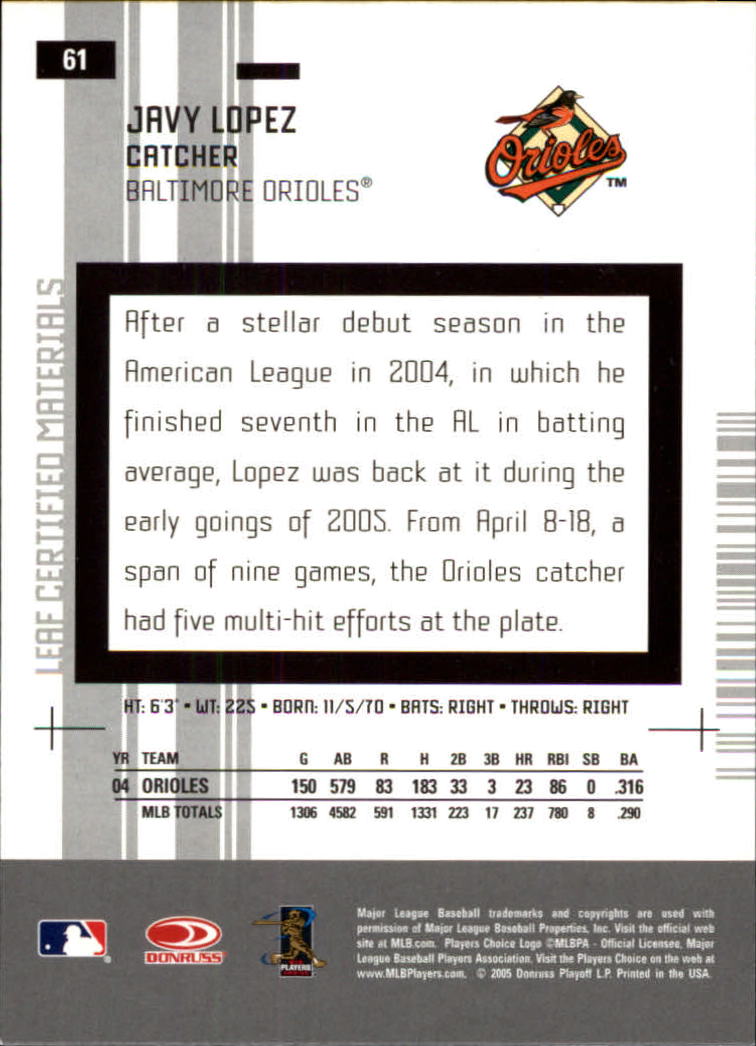 61
JAVY LOPEZ
CATCHER
BALTIMORE ORIOLES®
Orioles
TM
LEAF CERTIFIED MATERIALS
After a stellar debut season in the
American League in 2004, in which he
finished seventh in the AL in batting
average, Lopez was back at it during the
early goings of 2005. From April 8-18, a
span of nine games, the Orioles catcher
had five multi-hit efforts at the plate.
HT: 6'3" • WT: 225 • BORN: 11/5/70 • BATS: RIGHT • THROWS: RIGHT
YR TEAM G AB R H 2B 3B HR RBI SB BA
04 ORIOLES 150 579 83 183 33 3 23 86 0 .316
MLB TOTALS 1306 4582 591 1331 223 17 237 780 8 .290
DONRUSS
PLAYERS
Major League Baseball trademarks and copyrights are used with
permission of Major League Baseball Properties, Inc. Visit the official web
site at MLB.com. Players Choice Logo ©MLBPA - Official Licensee, Major
League Baseball Players Association. Visit the Players Choice on the web at
www.MLBPlayers.com. © 2005 Donruss Playoff L.P. Printed in the USA.